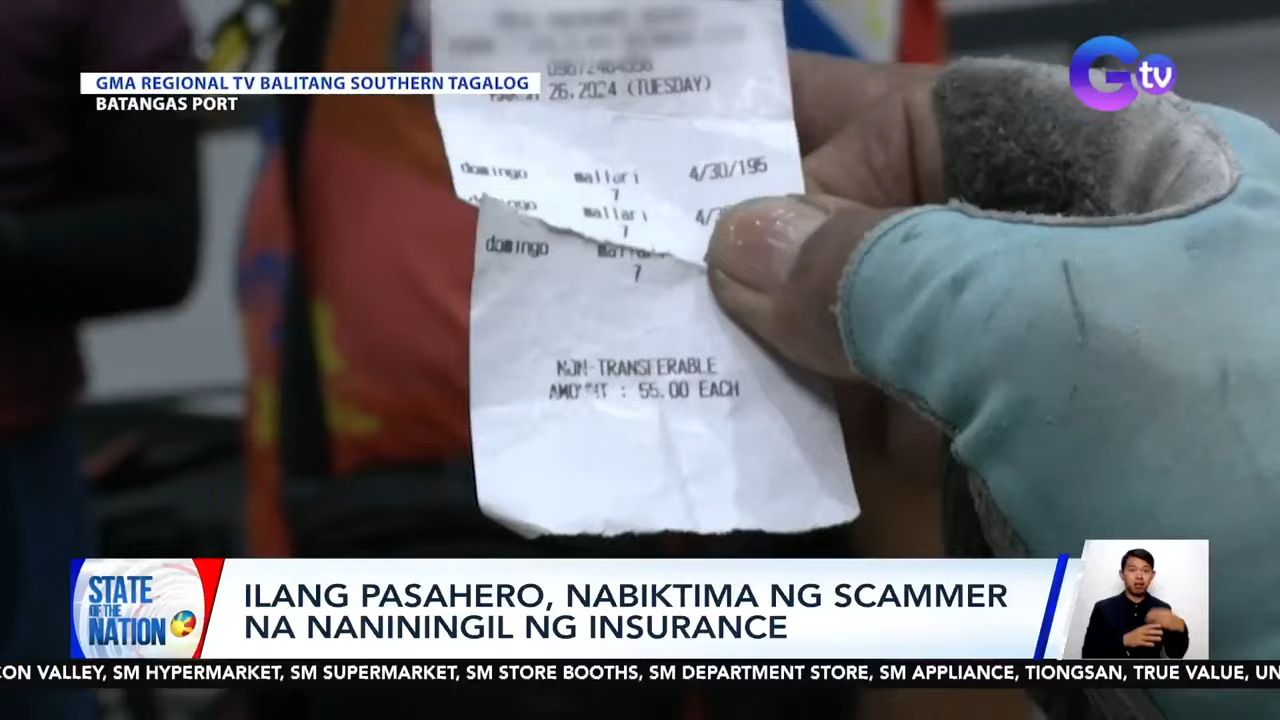 GMA REGIONAL TV BALITANG SOUTHERN TAGALOG
BATANGAS PORT
G tv
26,2024 (TUESDAY)
domingo mallari 4/30/195
7
mallari
domingo
7
NON-TRANSFERABLE
AMOUNT : 55.00 EACH
STATE OF THE NATION
ILANG PASAHERO, NABIKTIMA NG SCAMMER
NA NANININGIL NG INSURANCE
CON VALLEY, SM HYPERMARKET, SM SUPERMARKET, SM STORE BOOTHS, SM DEPARTMENT STORE, SM APPLIANCE, TIONGSAN, TRUE VALUE, UN